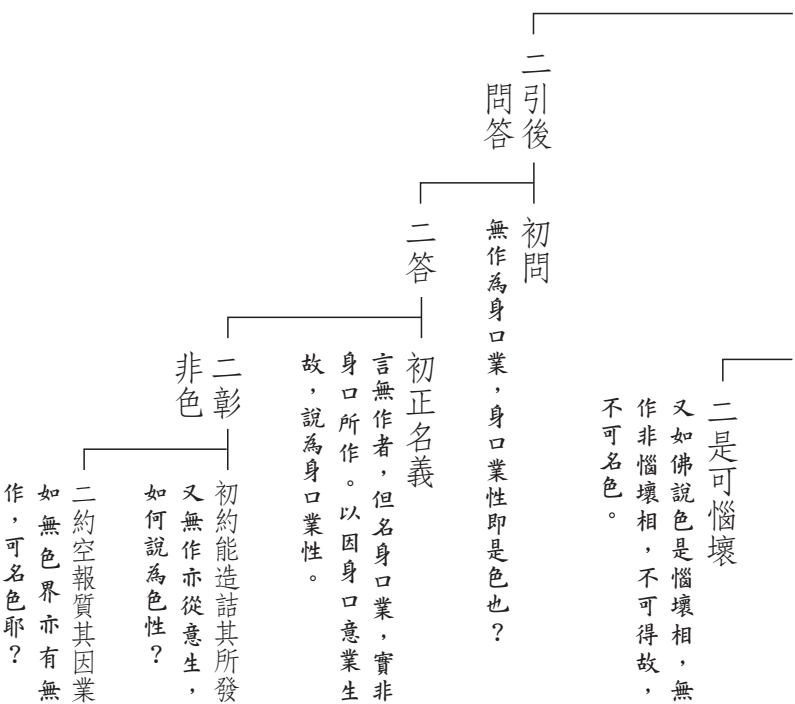 二是可惱壞
又如佛說色是惱壞相，無
作非惱壞相，不可得故，
不可名色。
二引後
問答
初問
無作為身口業，身口業性即是色也？
二答
初正名義
言無作者，但名身口業，實非
身口所作。以因身口意業生
故，說為身口業性。
二彰
非色
初約能造詰其所發
又無作亦從意生，
如何說為色性？
二約空報質其因業
如無色界亦有無
作，可名色耶？